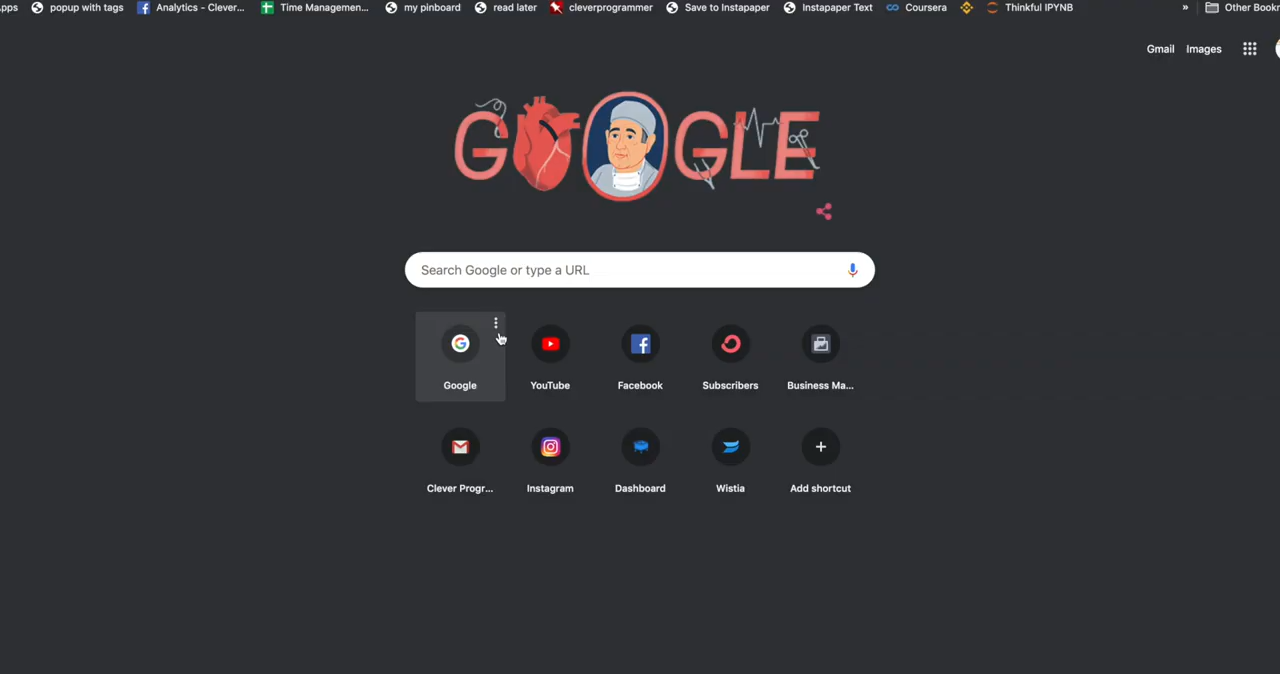 pps popup with tags Analytics - Clever... Time Managemen... my pinboard read later cleverprogrammer Save to Instapaper Instapaper Text Coursera Thinkful IPYNB » Other Bookr
Gmail Images
GOOGLE
Search Google or type a URL
Google YouTube Facebook Subscribers Business Ma...
Clever Progr... Instagram Dashboard Wistia Add shortcut